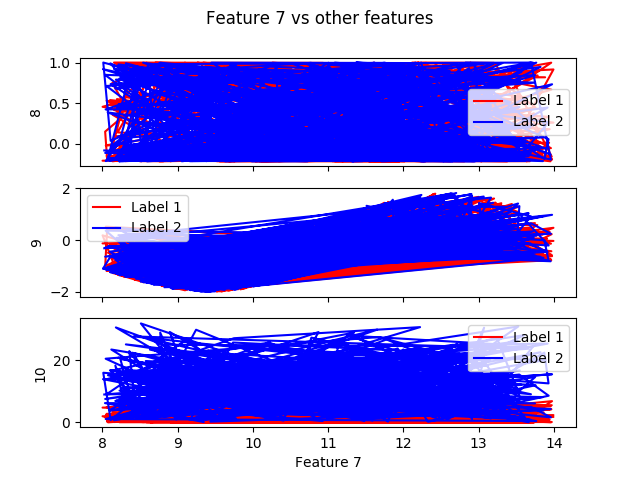 Feature 7 vs other features
1.0
0.5
0.0
8
Label 1
Label 2
2
0
−2
9
Label 1
Label 2
20
0
10
Label 1
Label 2
8 9 10 11 12 13 14
Feature 7